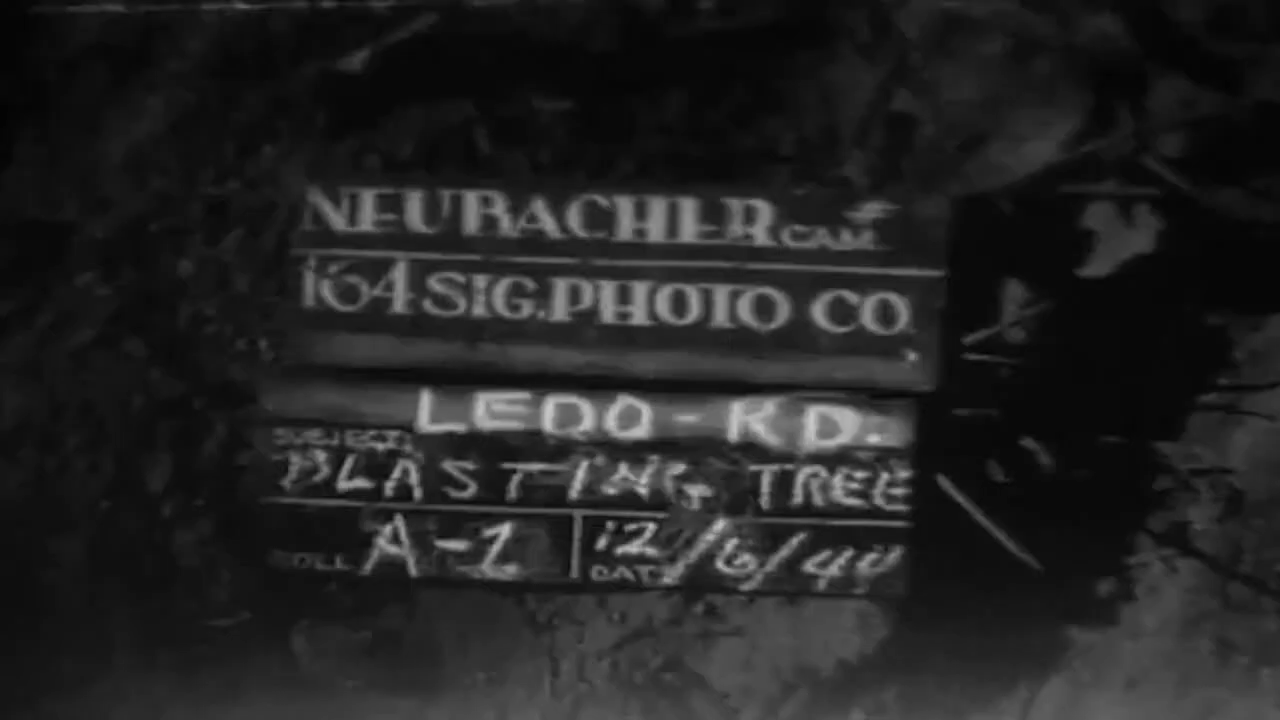 NEUBACHER CAM.
164 SIG. PHOTO CO.
LEDO-RD.
SUBJECT
BLASTING TREE
ROLL A-1
DATE 12/6/44